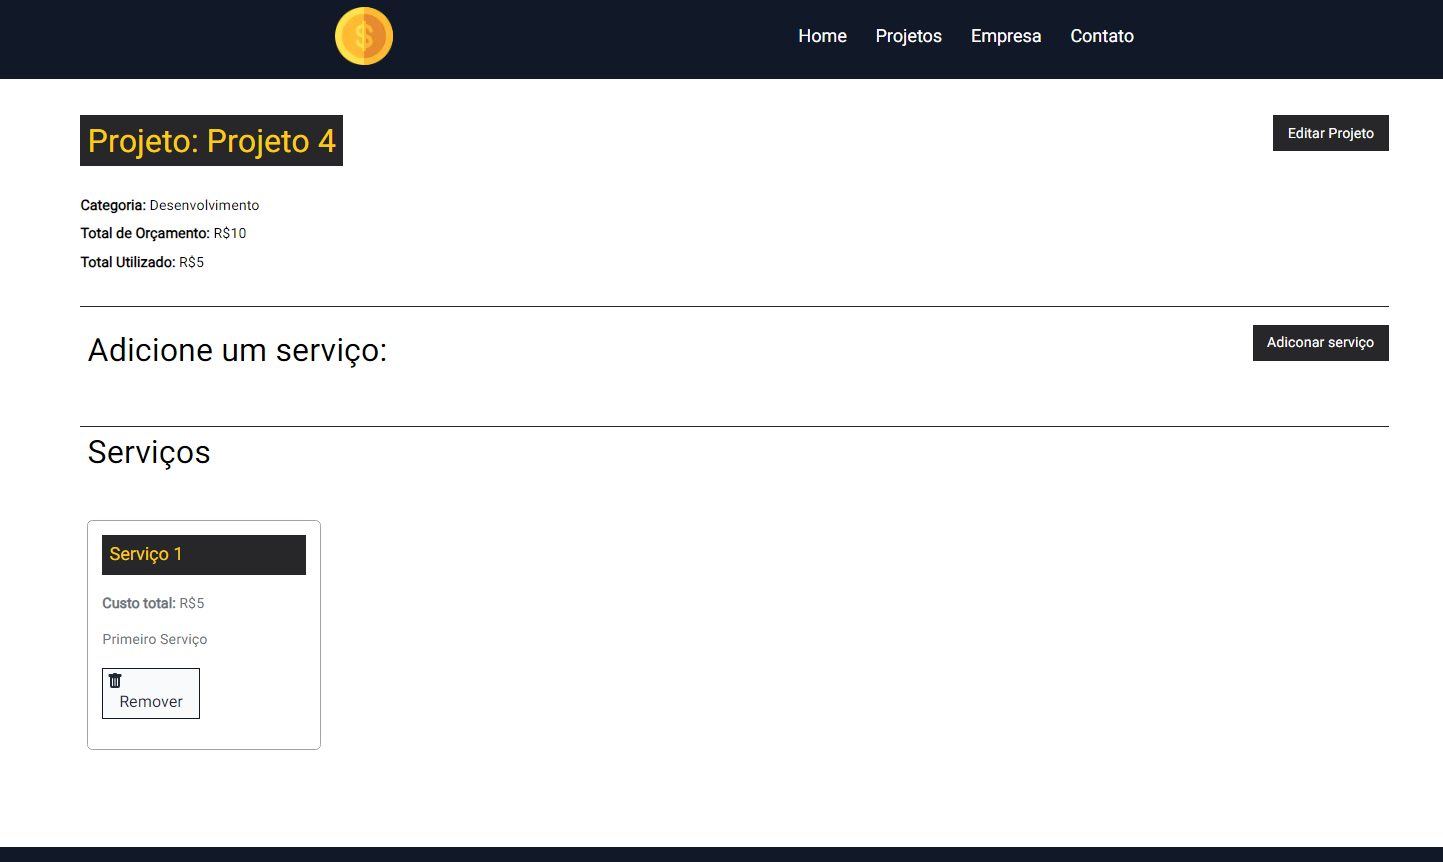 $
Home Projetos Empresa Contato
Projeto: Projeto 4
Editar Projeto
Categoria: Desenvolvimento
Total de Orçamento: R$10
Total Utilizado: R$5
Adicione um serviço:
Adiconar serviço
Serviços
Serviço 1
Custo total: R$5
Primeiro Serviço
Remover